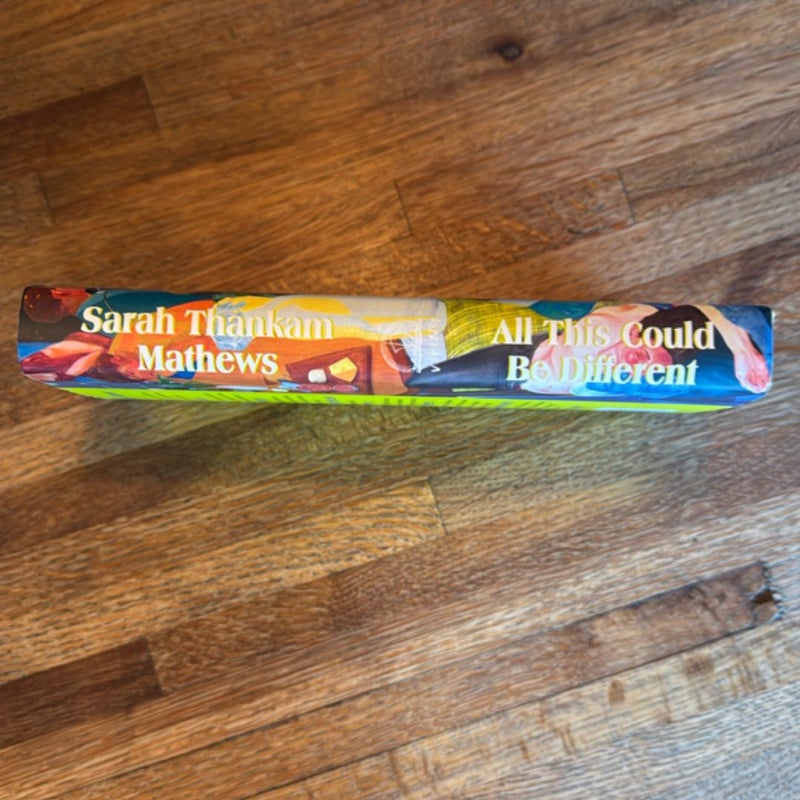 Sarah Thankam
Mathews
All This Could
Be Different